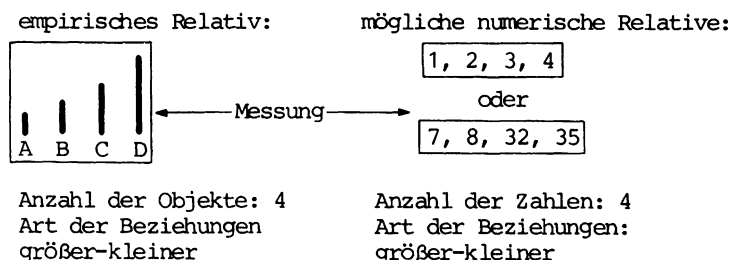 empirisches Relativ:
mögliche numerische Relative:
1, 2, 3, 4
oder
Messung
7, 8, 32, 35
A B C D
Anzahl der Objekte: 4
Art der Beziehungen
größer-kleiner
Anzahl der Zahlen: 4
Art der Beziehungen:
größer-kleiner